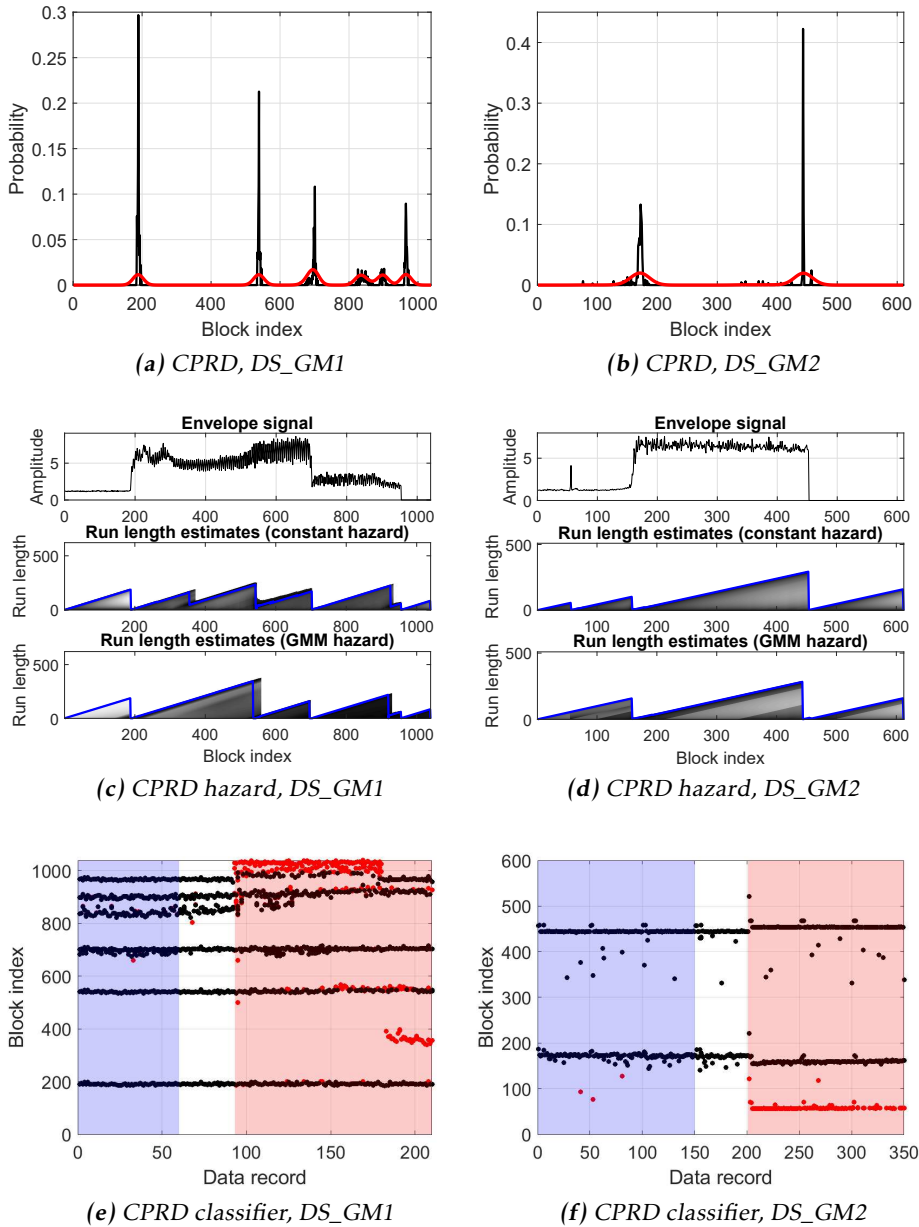 0.3
0.25
0.2
0.15
0.1
0.05
0
Probability
0 200 400 600 800 1000
Block index
(a) CPRD, DS_GM1
0.4
0.3
0.2
0.1
0
Probability
0 100 200 300 400 500 600
Block index
(b) CPRD, DS_GM2
Envelope signal
Amplitude
5
0 200 400 600 800 1000
Run length estimates (constant hazard)
Run length
500
0
200 400 600 800 1000
Run length estimates (GMM hazard)
Run length
500
0
200 400 600 800 1000
Block index
(c) CPRD hazard, DS_GM1
Envelope signal
Amplitude
5
0 100 200 300 400 500 600
Run length estimates (constant hazard)
Run length
500
0
100 200 300 400 500 600
Run length estimates (GMM hazard)
Run length
500
0
100 200 300 400 500 600
Block index
(d) CPRD hazard, DS_GM2
1000
800
600
400
200
0
Block index
0 50 100 150 200
Data record
(e) CPRD classifier, DS_GM1
600
500
400
300
200
100
0
Block index
0 50 100 150 200 250 300 350
Data record
(f) CPRD classifier, DS_GM2